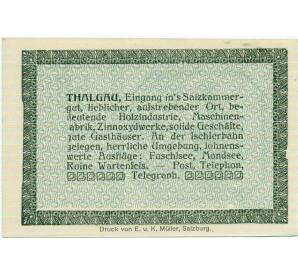 THALGAU, Eingang in's Salzkammer-
gut, lieblicher, aufstrebender Ort, be-
deutende Holzindustrie, Maschinen-
fabrik, Zinnoxydwerke, solide Geschäfte,
gute Gasthäuser. An der Ischlerbahn
gelegen, herrliche Umgebung, lohnens-
werte Ausflüge: Fuschlsee, Mondsee,
Ruine Wartenfels. Post, Telephon,
Telegraph.
Druck von E. u. K. Müller, Salzburg.